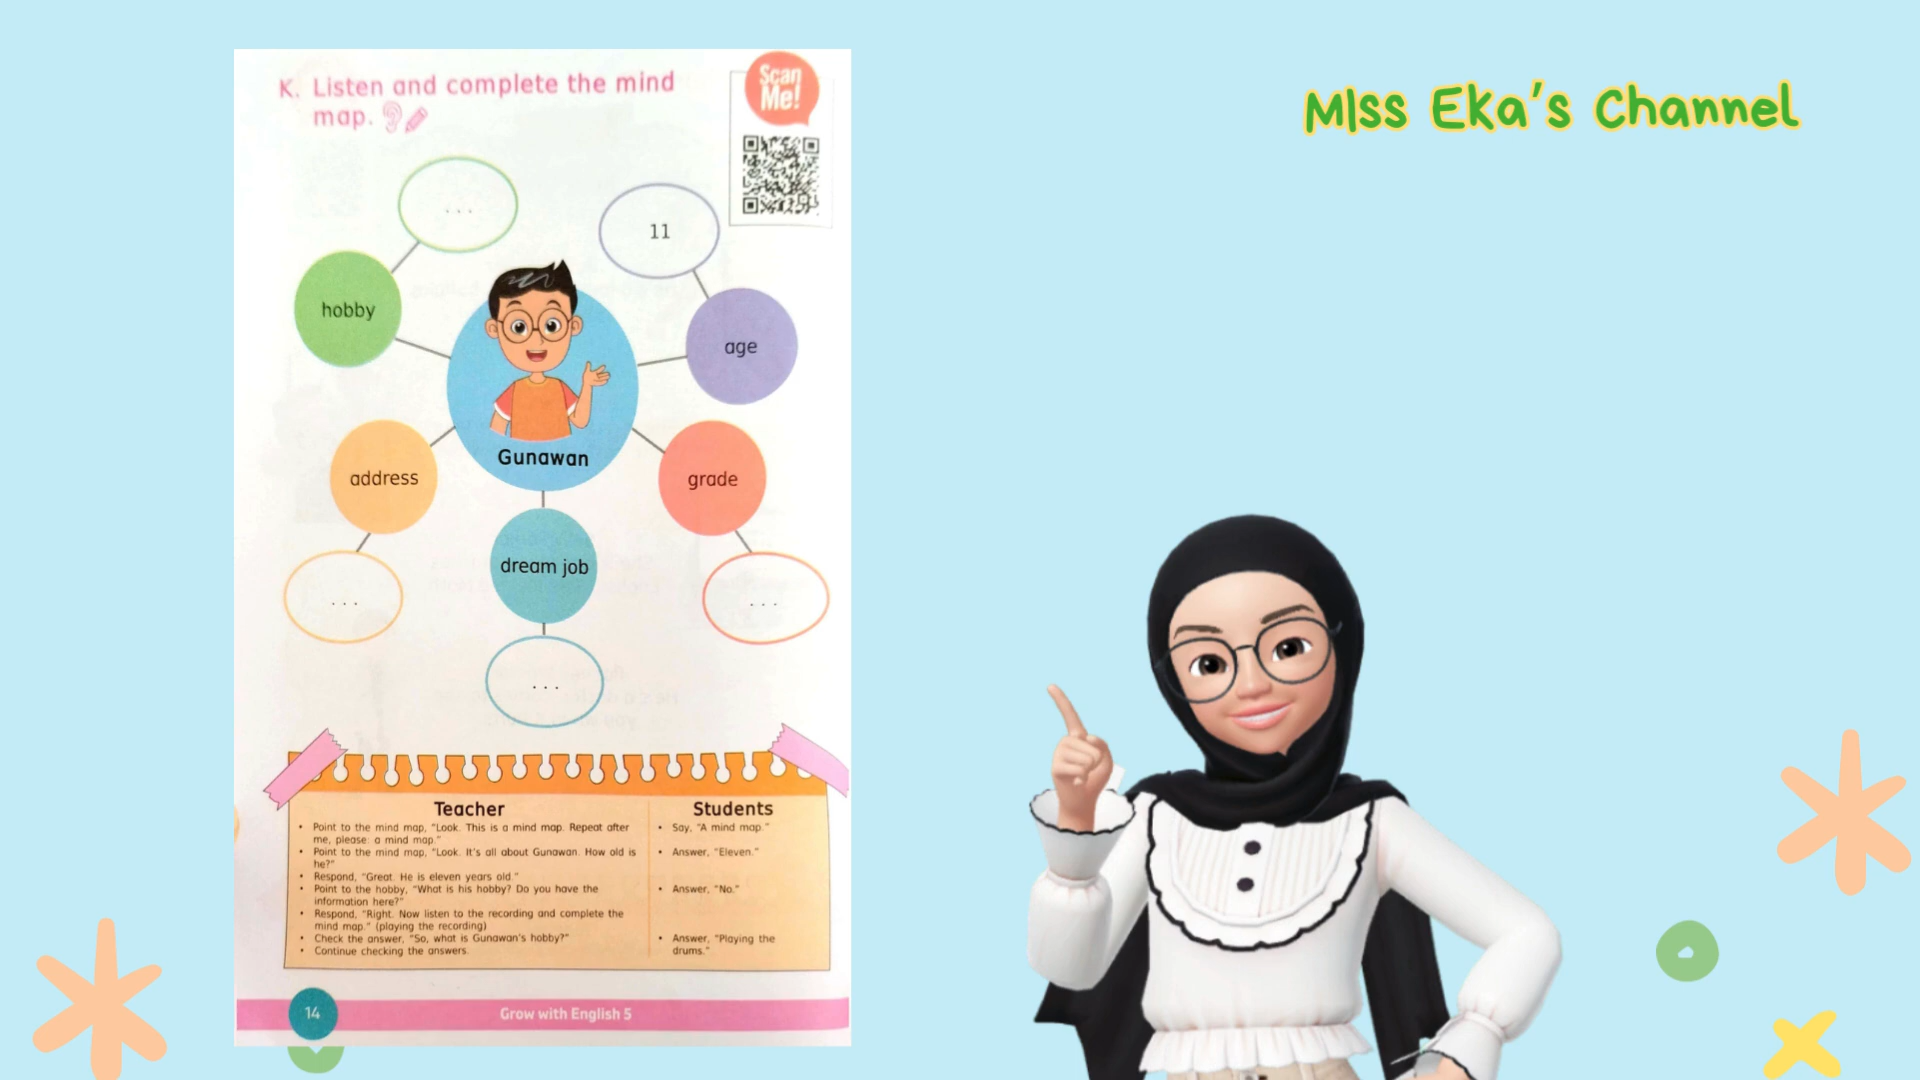 MIss Eka's Channel
K. Listen and complete the mind
map.
Scan
Me!
...
11
hobby
age
Gunawan
address
grade
dream job
...
...
...
Teacher
Students
• Point to the mind map, "Look. This is a mind map. Repeat after
me, please: a mind map."
• Say, "A mind map."
• Point to the mind map, "Look. It's all about Gunawan. How old is
he?"
• Answer, "Eleven."
• Respond, "Great. He is eleven years old."
• Point to the hobby, "What is his hobby? Do you have the
information here?"
• Answer, "No."
• Respond, "Right. Now listen to the recording and complete the
mind map." (playing the recording)
• Check the answer, "So, what is Gunawan's hobby?"
• Answer, "Playing the
drums."
• Continue checking the answers.
14
Grow with English 5